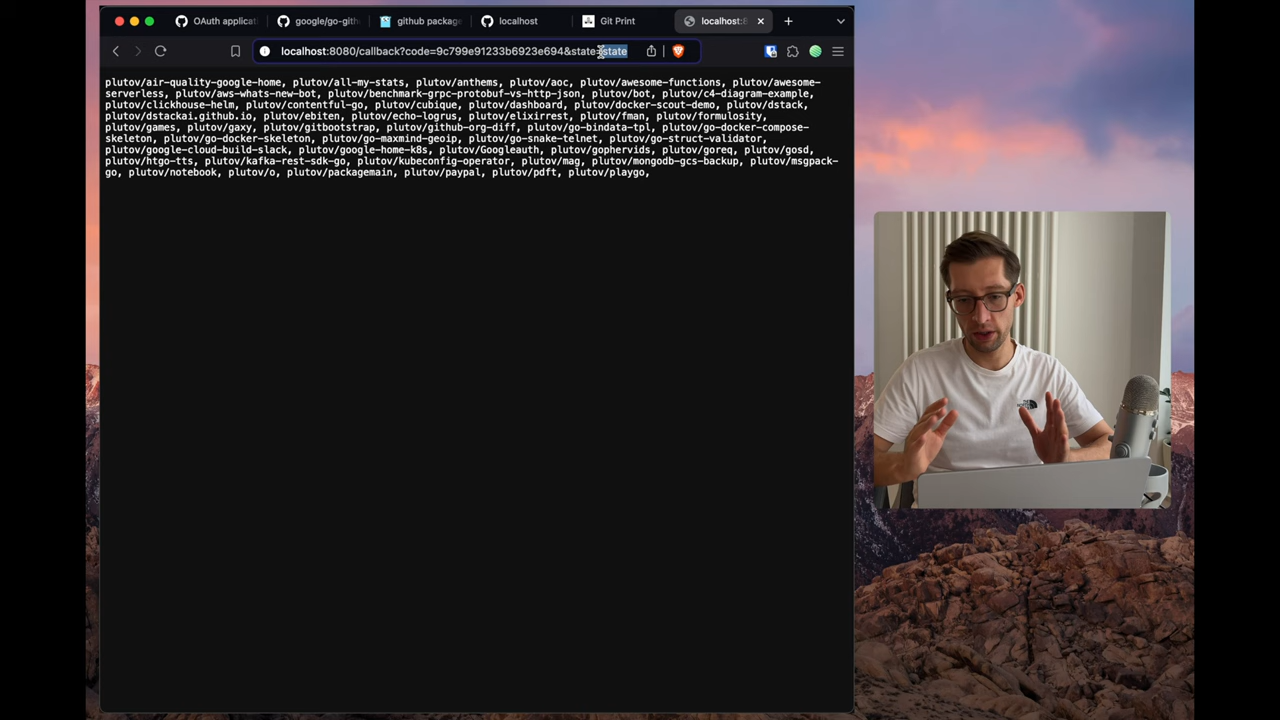 OAuth applicati
google/go-gith
github package
localhost
Git Print
localhost:8
localhost:8080/callback?code=9c799e91233b6923e694&state=state
plutov/air-quality-google-home, plutov/all-my-stats, plutov/anthems, plutov/aoc, plutov/awesome-functions, plutov/awesome-
serverless, plutov/aws-whats-new-bot, plutov/benchmark-grpc-protobuf-vs-http-json, plutov/bot, plutov/c4-diagram-example,
plutov/clickhouse-helm, plutov/contentful-go, plutov/cubique, plutov/dashboard, plutov/docker-scout-demo, plutov/dstack,
plutov/dstackai.github.io, plutov/ebiten, plutov/echo-logrus, plutov/elixirrest, plutov/fman, plutov/formulosity,
plutov/games, plutov/gaxy, plutov/gitbootstrap, plutov/github-org-diff, plutov/go-bindata-tpl, plutov/go-docker-compose-
skeleton, plutov/go-docker-skeleton, plutov/go-maxmind-geoip, plutov/go-snake-telnet, plutov/go-struct-validator,
plutov/google-cloud-build-slack, plutov/google-home-k8s, plutov/Googleauth, plutov/gophervids, plutov/goreq, plutov/gosd,
plutov/htgo-tts, plutov/kafka-rest-sdk-go, plutov/kubeconfig-operator, plutov/mag, plutov/mongodb-gcs-backup, plutov/msgpack-
go, plutov/notebook, plutov/o, plutov/packagemain, plutov/paypal, plutov/pdft, plutov/playgo,